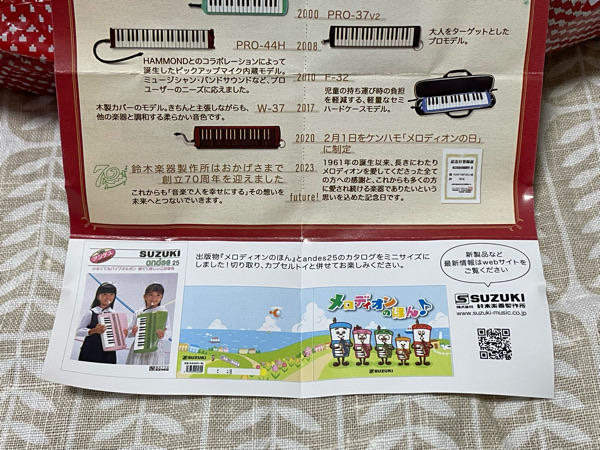 2000 PRO-37v2
PRO-44H 2008
大人をターゲットとした
プロモデル。
HAMMONDとのコラボレーションによって
誕生したピックアップマイク内蔵モデル。
ミュージシャン・バンドサウンドなど、プロ
ユーザーのニーズに応えました。
2010 F-32
児童の持ち運び時の負担
を軽減する、軽量なセミ
ハードケースモデル。
木製カバーのモデル。きちんと主張しながらも、
他の楽器と調和する柔らかい音色です。
W-37 2017
2020 2月1日をケンハモ「メロディオンの日」
に制定
鈴木楽器製作所はおかげさまで
創立70周年を迎えました
2023
これからも「音楽で人を幸せにする」その想いを
未来へとつないでいきます。
future!
1961年の誕生以来、長きにわたり
メロディオンを愛してくださった全て
の方への感謝と、これからも多くの方
に愛され続ける楽器でありたいという
思いを込めた記念日です。
SUZUKI
andes 25
出版物『メロディオンのほん』とandes25のカタログをミニサイズに
しました!切り取り、カプセルトイと併せてお楽しみください。
メロディオンのほん
SUZUKI
SUZUKI
新製品など
最新情報はwebサイトを
ご覧ください
SUZUKI
株式会社 鈴木楽器製作所
www.suzuki-music.co.jp